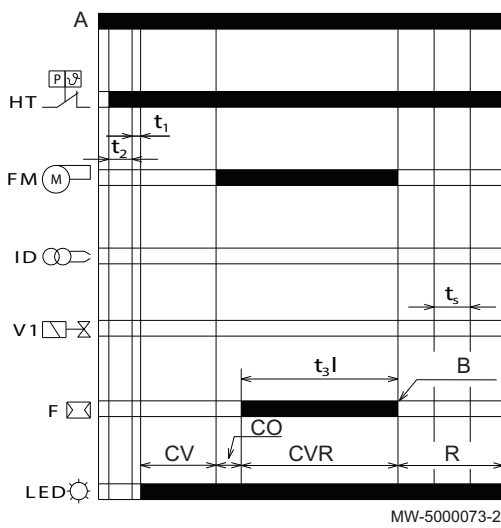 A
P ϑ
HT
t1
t2
FM M
ID
V1
ts
t3l B
F
CO
CV CVR R
LED
MW-5000073-2